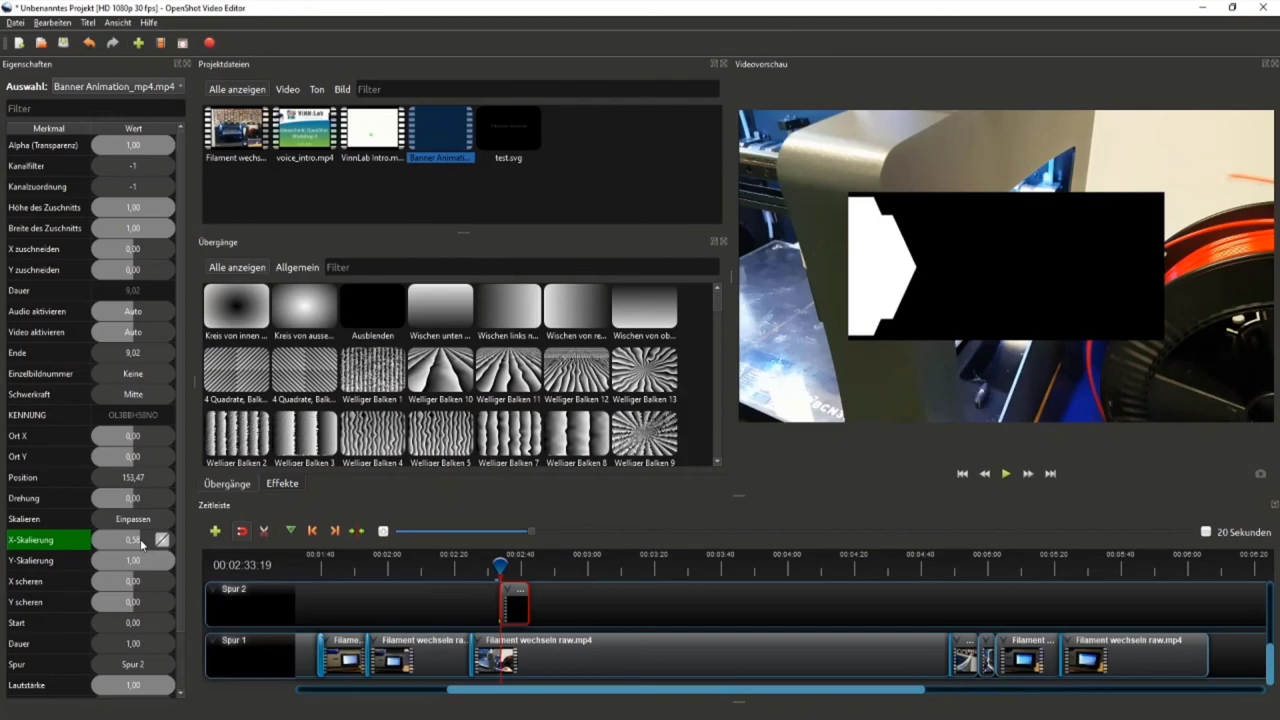 * Unbenanntes Projekt [HD 1080p 30 fps] - OpenShot Video Editor
Datei Bearbeiten Titel Ansicht Hilfe
Eigenschaften
Projektdateien
Videovorschau
Auswahl: Banner Animation_mp4.mp4
Alle anzeigen Video Ton Bild Filter
Filter
Merkmal Wert
Alpha (Transparenz) 1,00
Filament wechs... voice_intro.mp4 VinnLab Intro.m... Banner Animati... test.svg
Kanalfilter -1
Kanalzuordnung -1
Höhe des Zuschnitts 1,00
Breite des Zuschnitts 1,00
X zuschneiden 0,00
Y zuschneiden 0,00
Dauer 9,02
Audio aktivieren Auto
Video aktivieren Auto
Ende 9,02
Einzelbildnummer Keine
Schwerkraft Mitte
KENNUNG OL3BBH58NO
Ort X 0,00
Ort Y 0,00
Position 153,47
Drehung 0,00
Skalieren Einpassen
X-Skalierung 0,58
Y-Skalierung 1,00
X scheren 0,00
Y scheren 0,00
Start 0,00
Dauer 1,00
Spur Spur 2
Lautstärke 1,00
Übergänge
Alle anzeigen Allgemein Filter
Kreis von innen ... Kreis von ausse... Ausblenden Wischen unten ... Wischen links n... Wischen von re... Wischen von ob...
4 Quadrate, Balk... 4 Quadrate, Balk... Welliger Balken 1 Welliger Balken 10 Welliger Balken 11 Welliger Balken 12 Welliger Balken 13
Welliger Balken 2 Welliger Balken 3 Welliger Balken 4 Welliger Balken 5 Welliger Balken 7 Welliger Balken 8 Welliger Balken 9
Übergänge Effekte
Zeitleiste
20 Sekunden
00:02:33:19
00:01:40 00:02:00 00:02:20 00:02:40 00:03:00 00:03:20 00:03:40 00:04:00 00:04:20 00:04:40 00:05:00 00:05:20 00:05:40 00:06:00 00:06:20
Spur 2 ...
Spur 1 Filame... Filament wechseln ra... Filament wechseln raw.mp4 ... Filament ... Filament wechseln raw.mp4